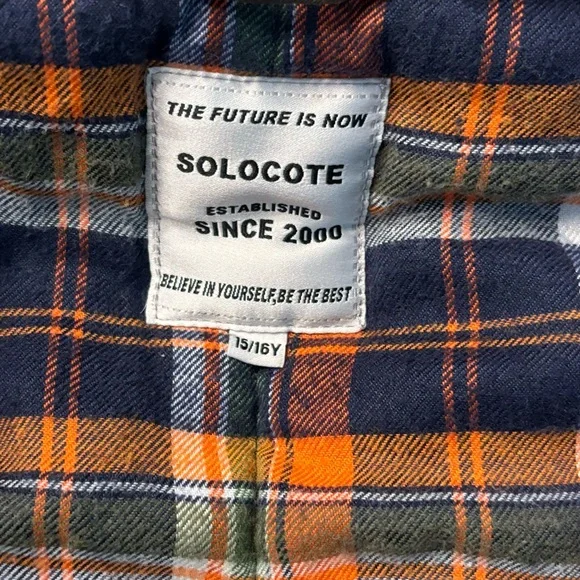 THE FUTURE IS NOW
SOLOCOTE
ESTABLISHED
SINCE 2000
BELIEVE IN YOURSELF,BE THE BEST
15/16Y